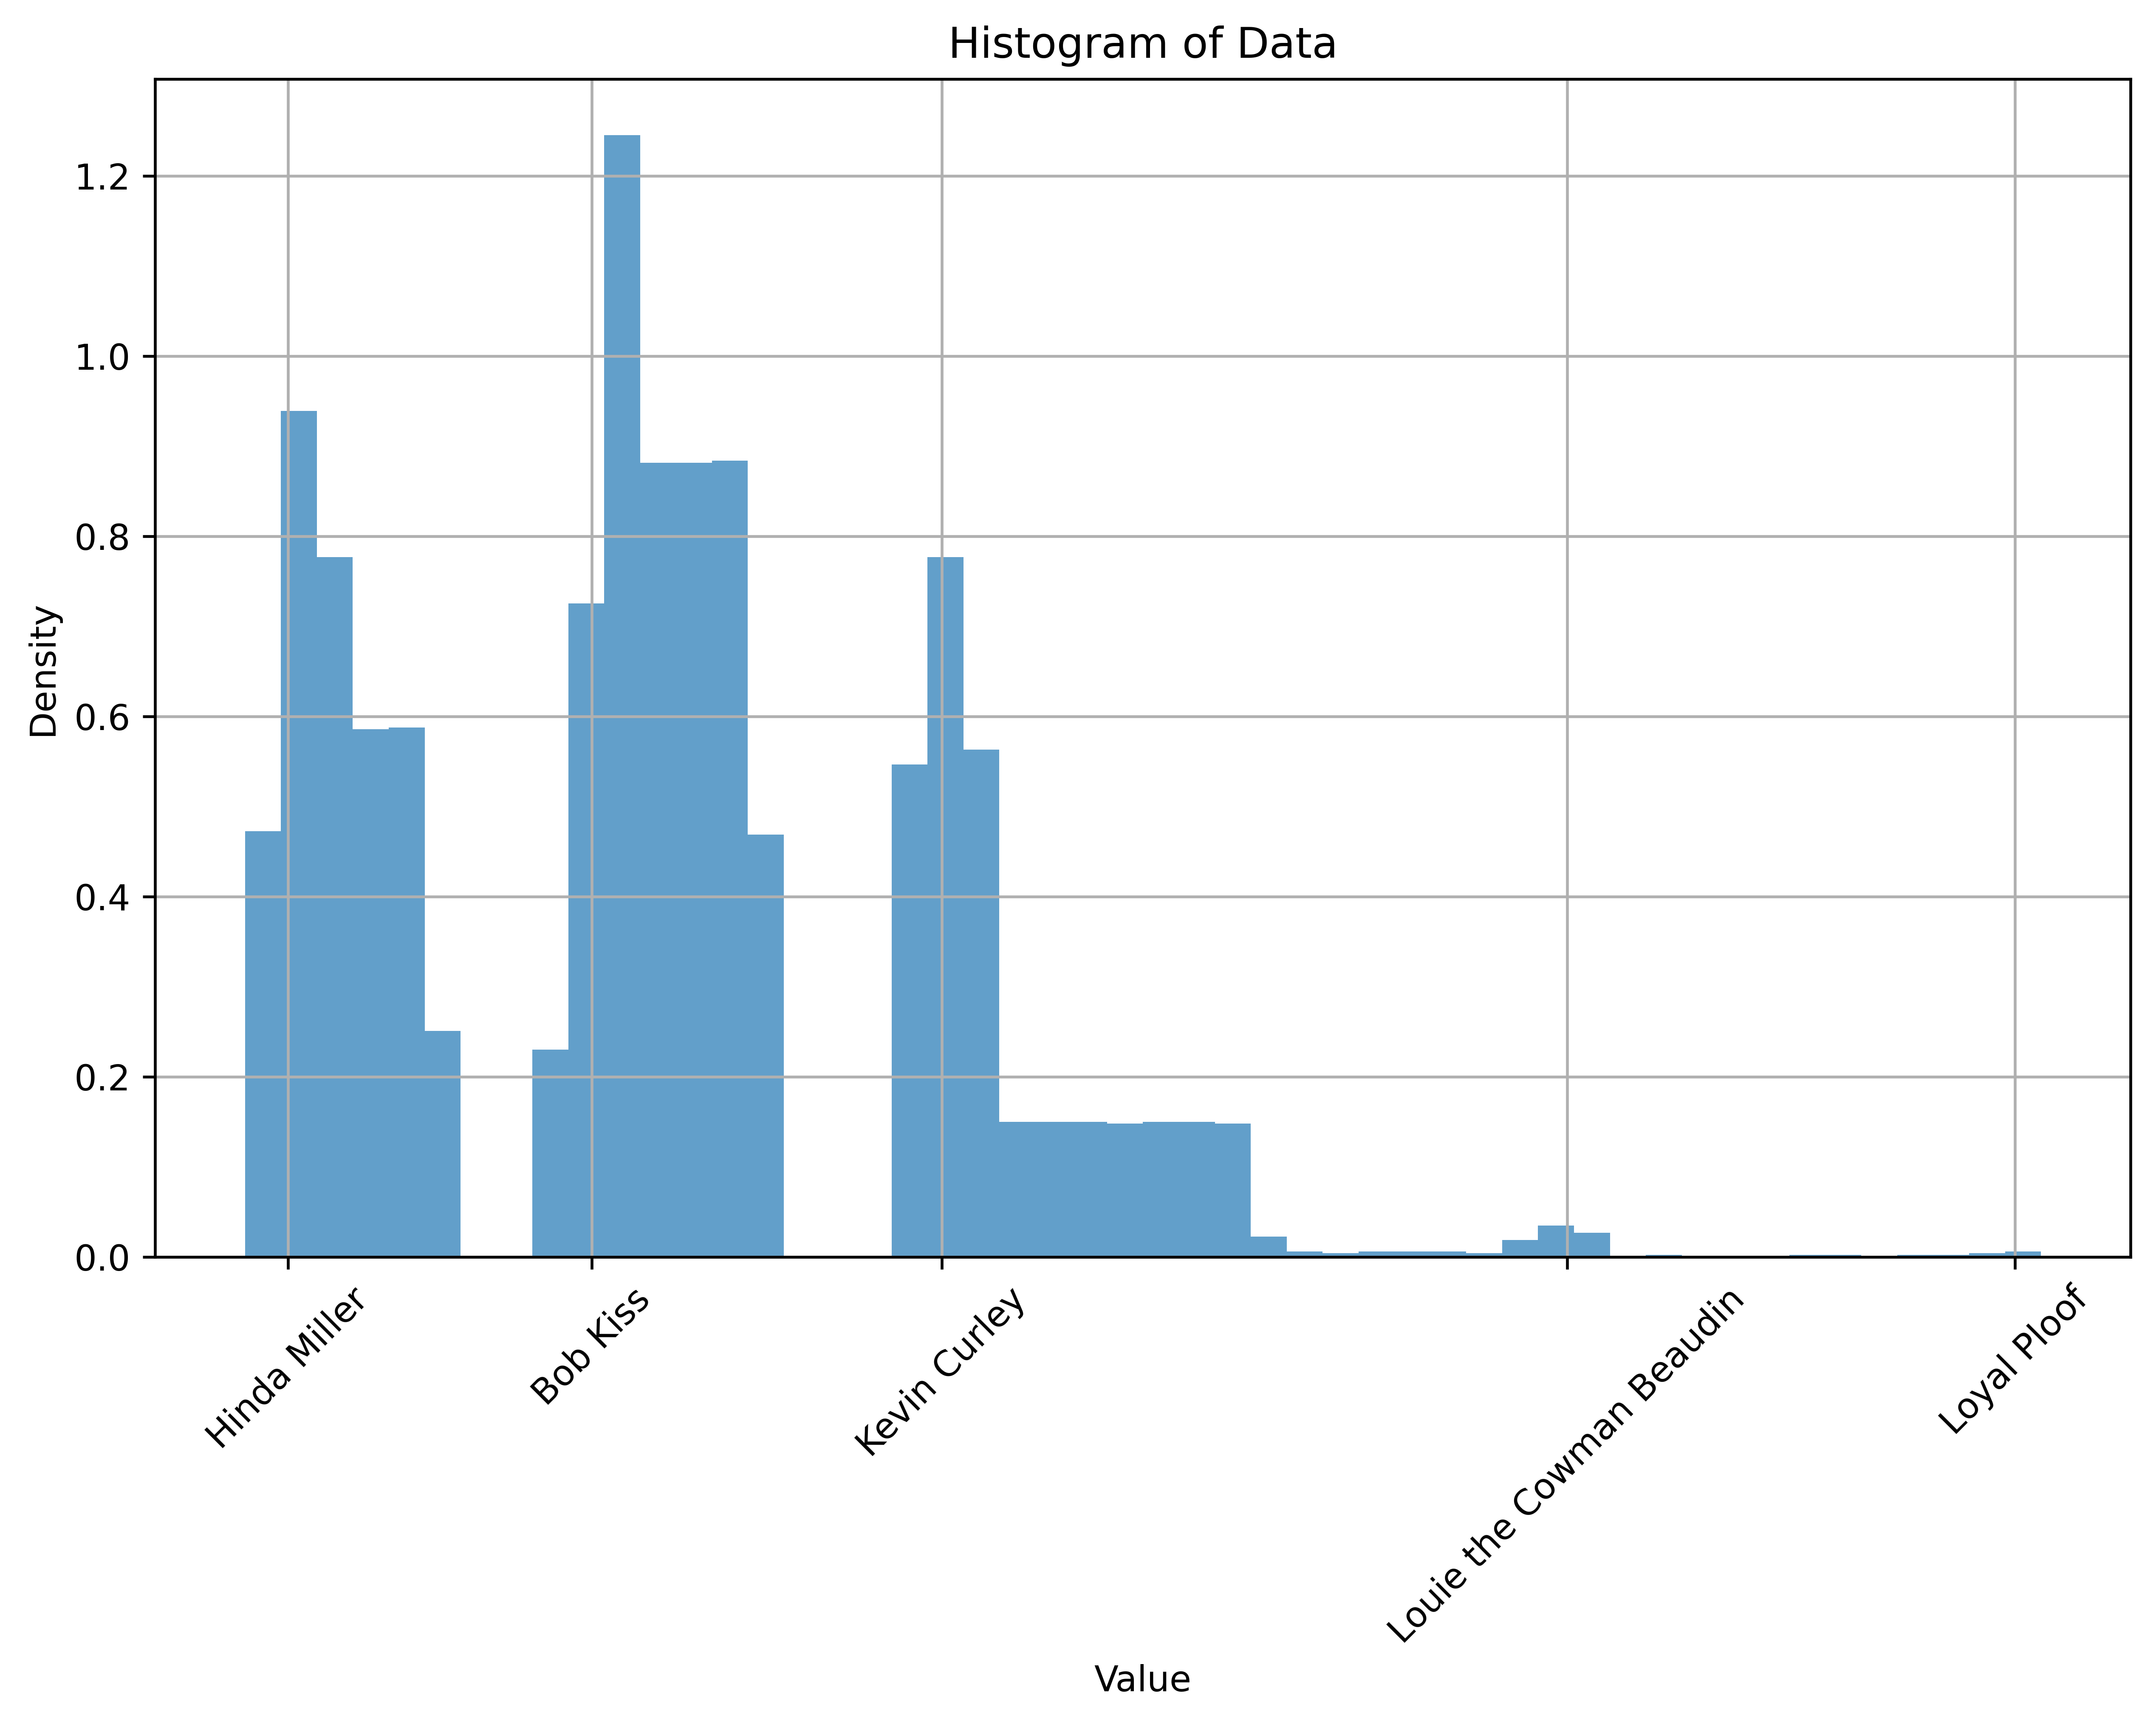 Histogram of Data
Density
1.2
1.0
0.8
0.6
0.4
0.2
0.0
Hinda Miller
Bob Kiss
Kevin Curley
Louie the Cowman Beaudin
Loyal Ploof
Value